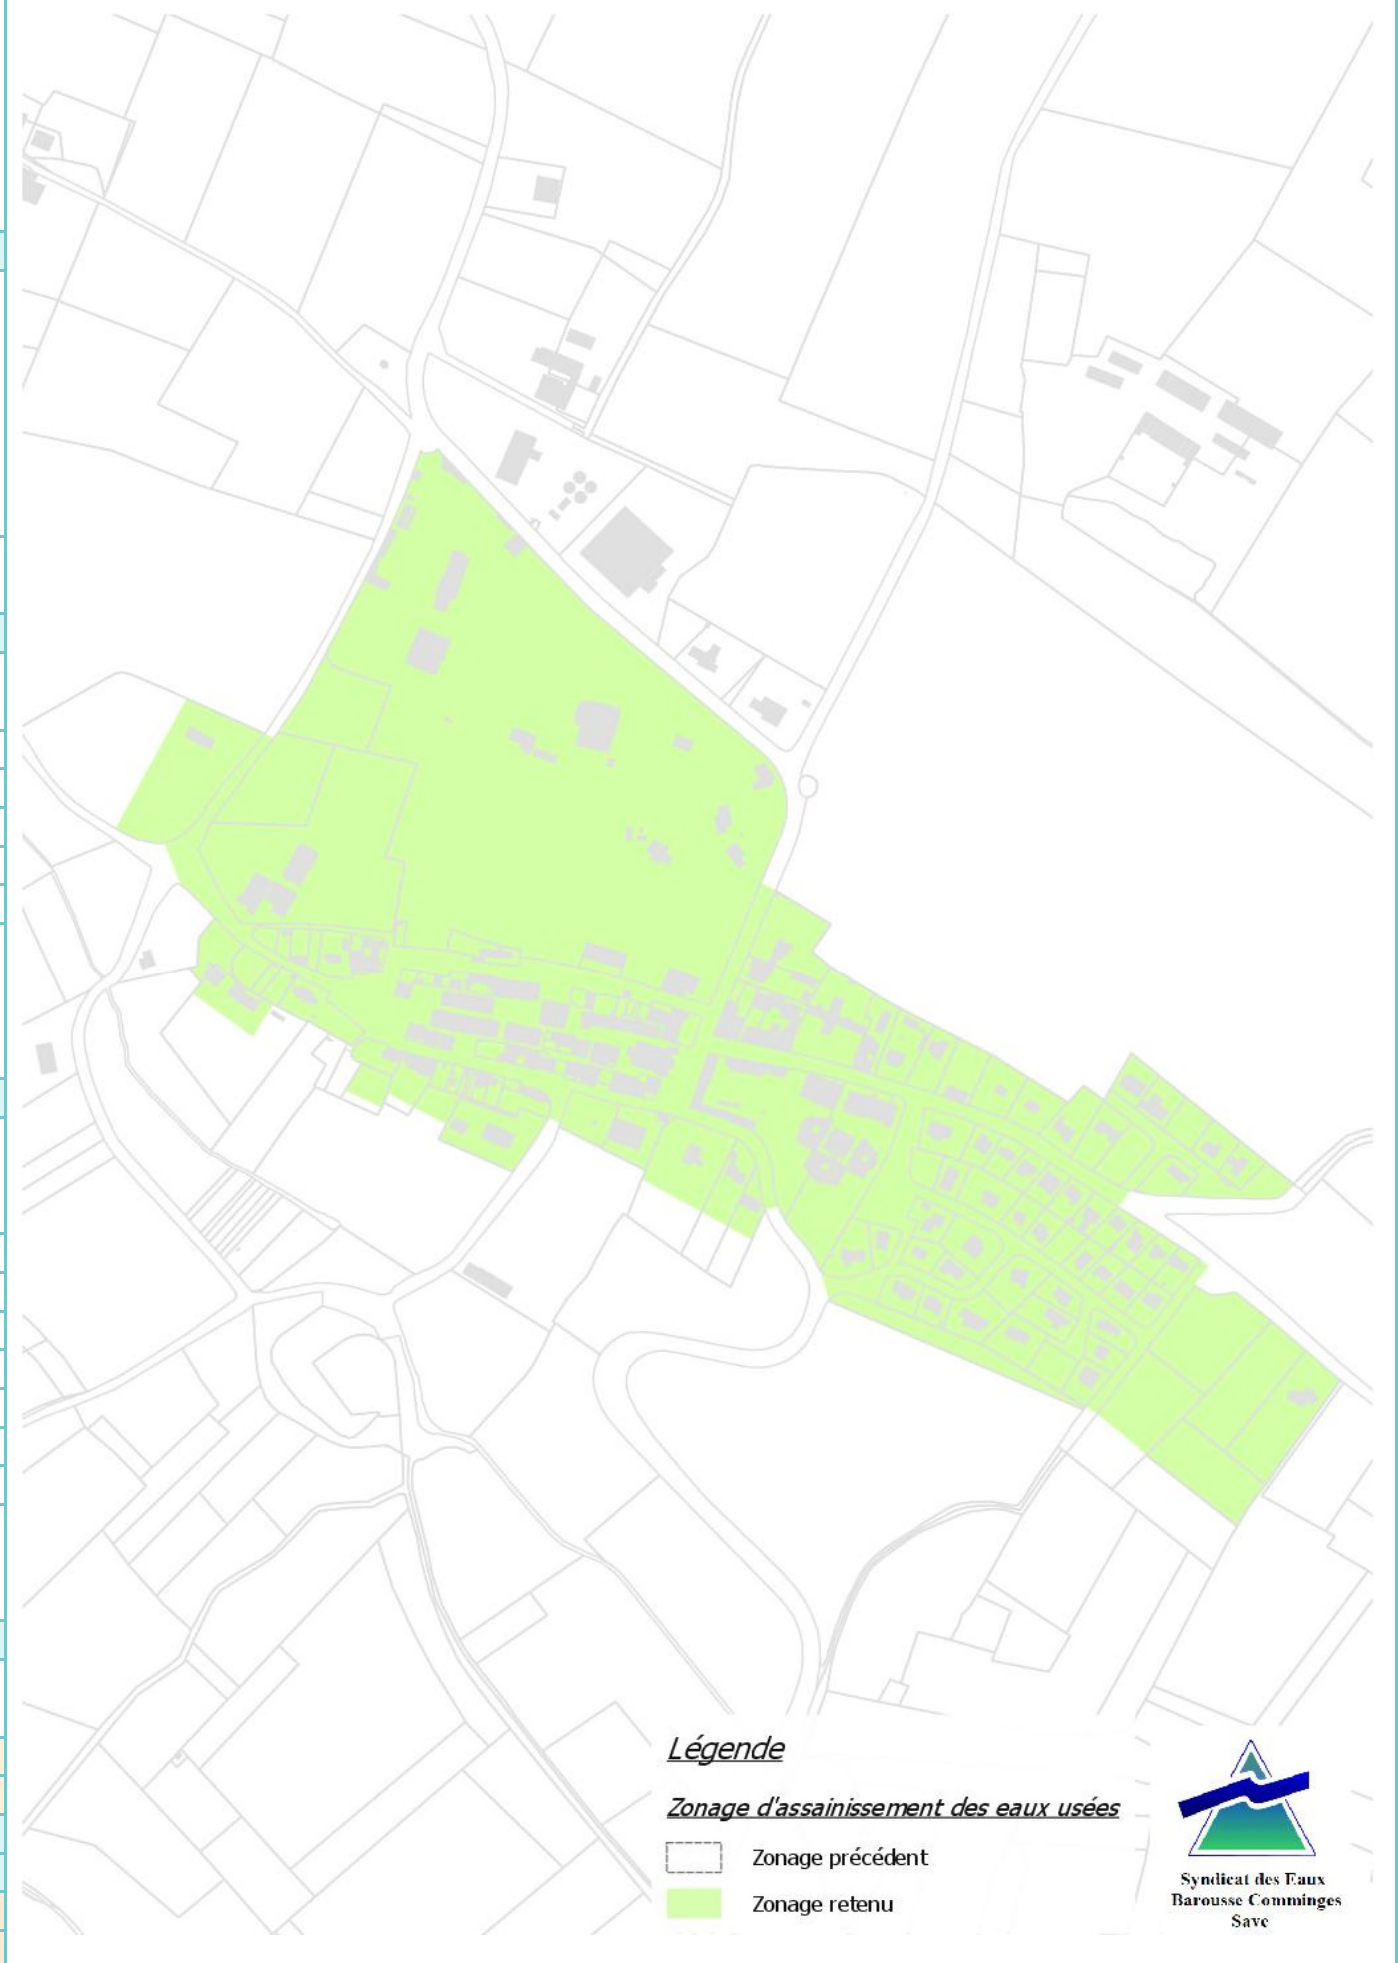 Légende
Zonage d'assainissement des eaux usées
Zonage précédent
Zonage retenu
Syndicat des Eaux
Barousse Comminges
Save